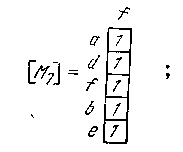 f
a 1
d 1
[M7] = f 1 ;
b 1
e 1